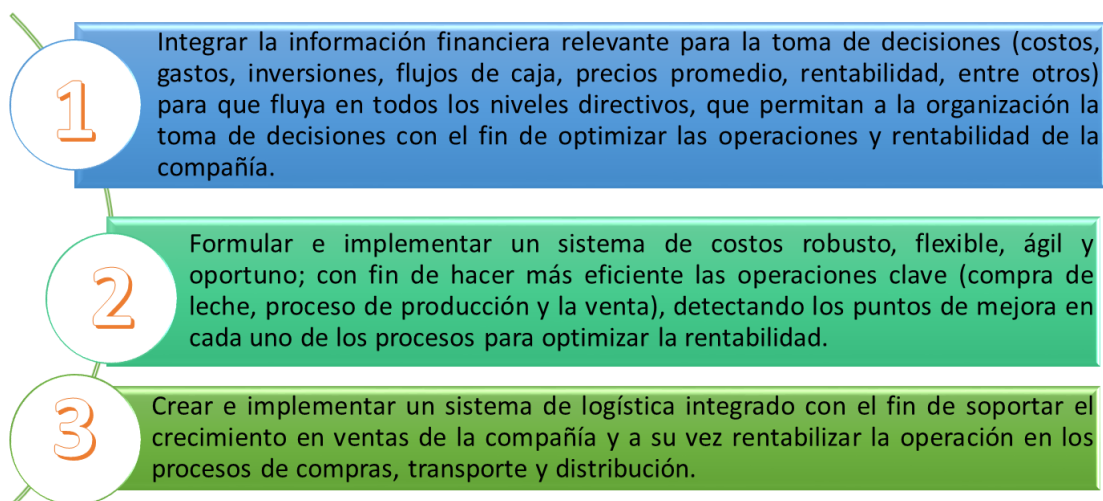 1
Integrar la información financiera relevante para la toma de decisiones (costos,
gastos, inversiones, flujos de caja, precios promedio, rentabilidad, entre otros)
para que fluya en todos los niveles directivos, que permitan a la organización la
toma de decisiones con el fin de optimizar las operaciones y rentabilidad de la
compañía.
2
Formular e implementar un sistema de costos robusto, flexible, ágil y
oportuno; con fin de hacer más eficiente las operaciones clave (compra de
leche, proceso de producción y la venta), detectando los puntos de mejora en
cada uno de los procesos para optimizar la rentabilidad.
3
Crear e implementar un sistema de logística integrado con el fin de soportar el
crecimiento en ventas de la compañía y a su vez rentabilizar la operación en los
procesos de compras, transporte y distribución.